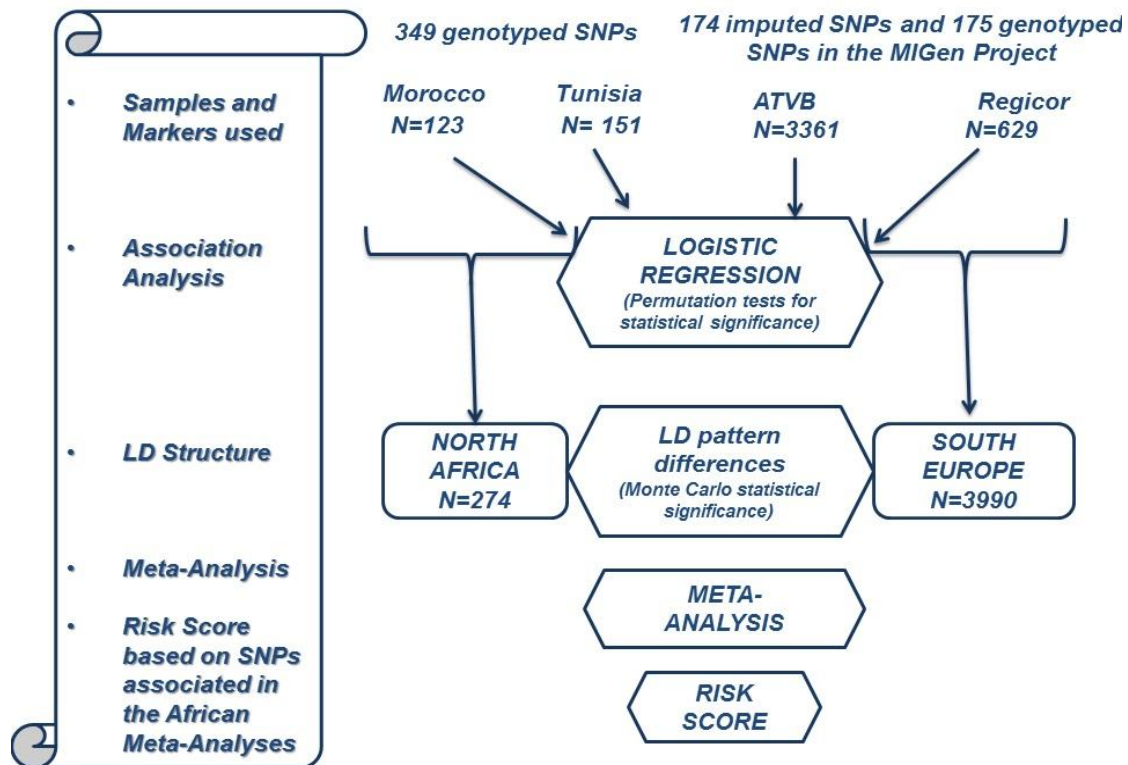 349 genotyped SNPs
174 imputed SNPs and 175 genotyped
SNPs in the MIGen Project
• Samples and
Markers used
Morocco
N=123
Tunisia
N= 151
ATVB
N=3361
Regicor
N=629
• Association
Analysis
LOGISTIC
REGRESSION
(Permutation tests for
statistical significance)
• LD Structure
NORTH
AFRICA
N=274
LD pattern
differences
(Monte Carlo statistical
significance)
SOUTH
EUROPE
N=3990
• Meta-Analysis
META-
ANALYSIS
• Risk Score
based on SNPs
associated in
the African
Meta-Analyses
RISK
SCORE